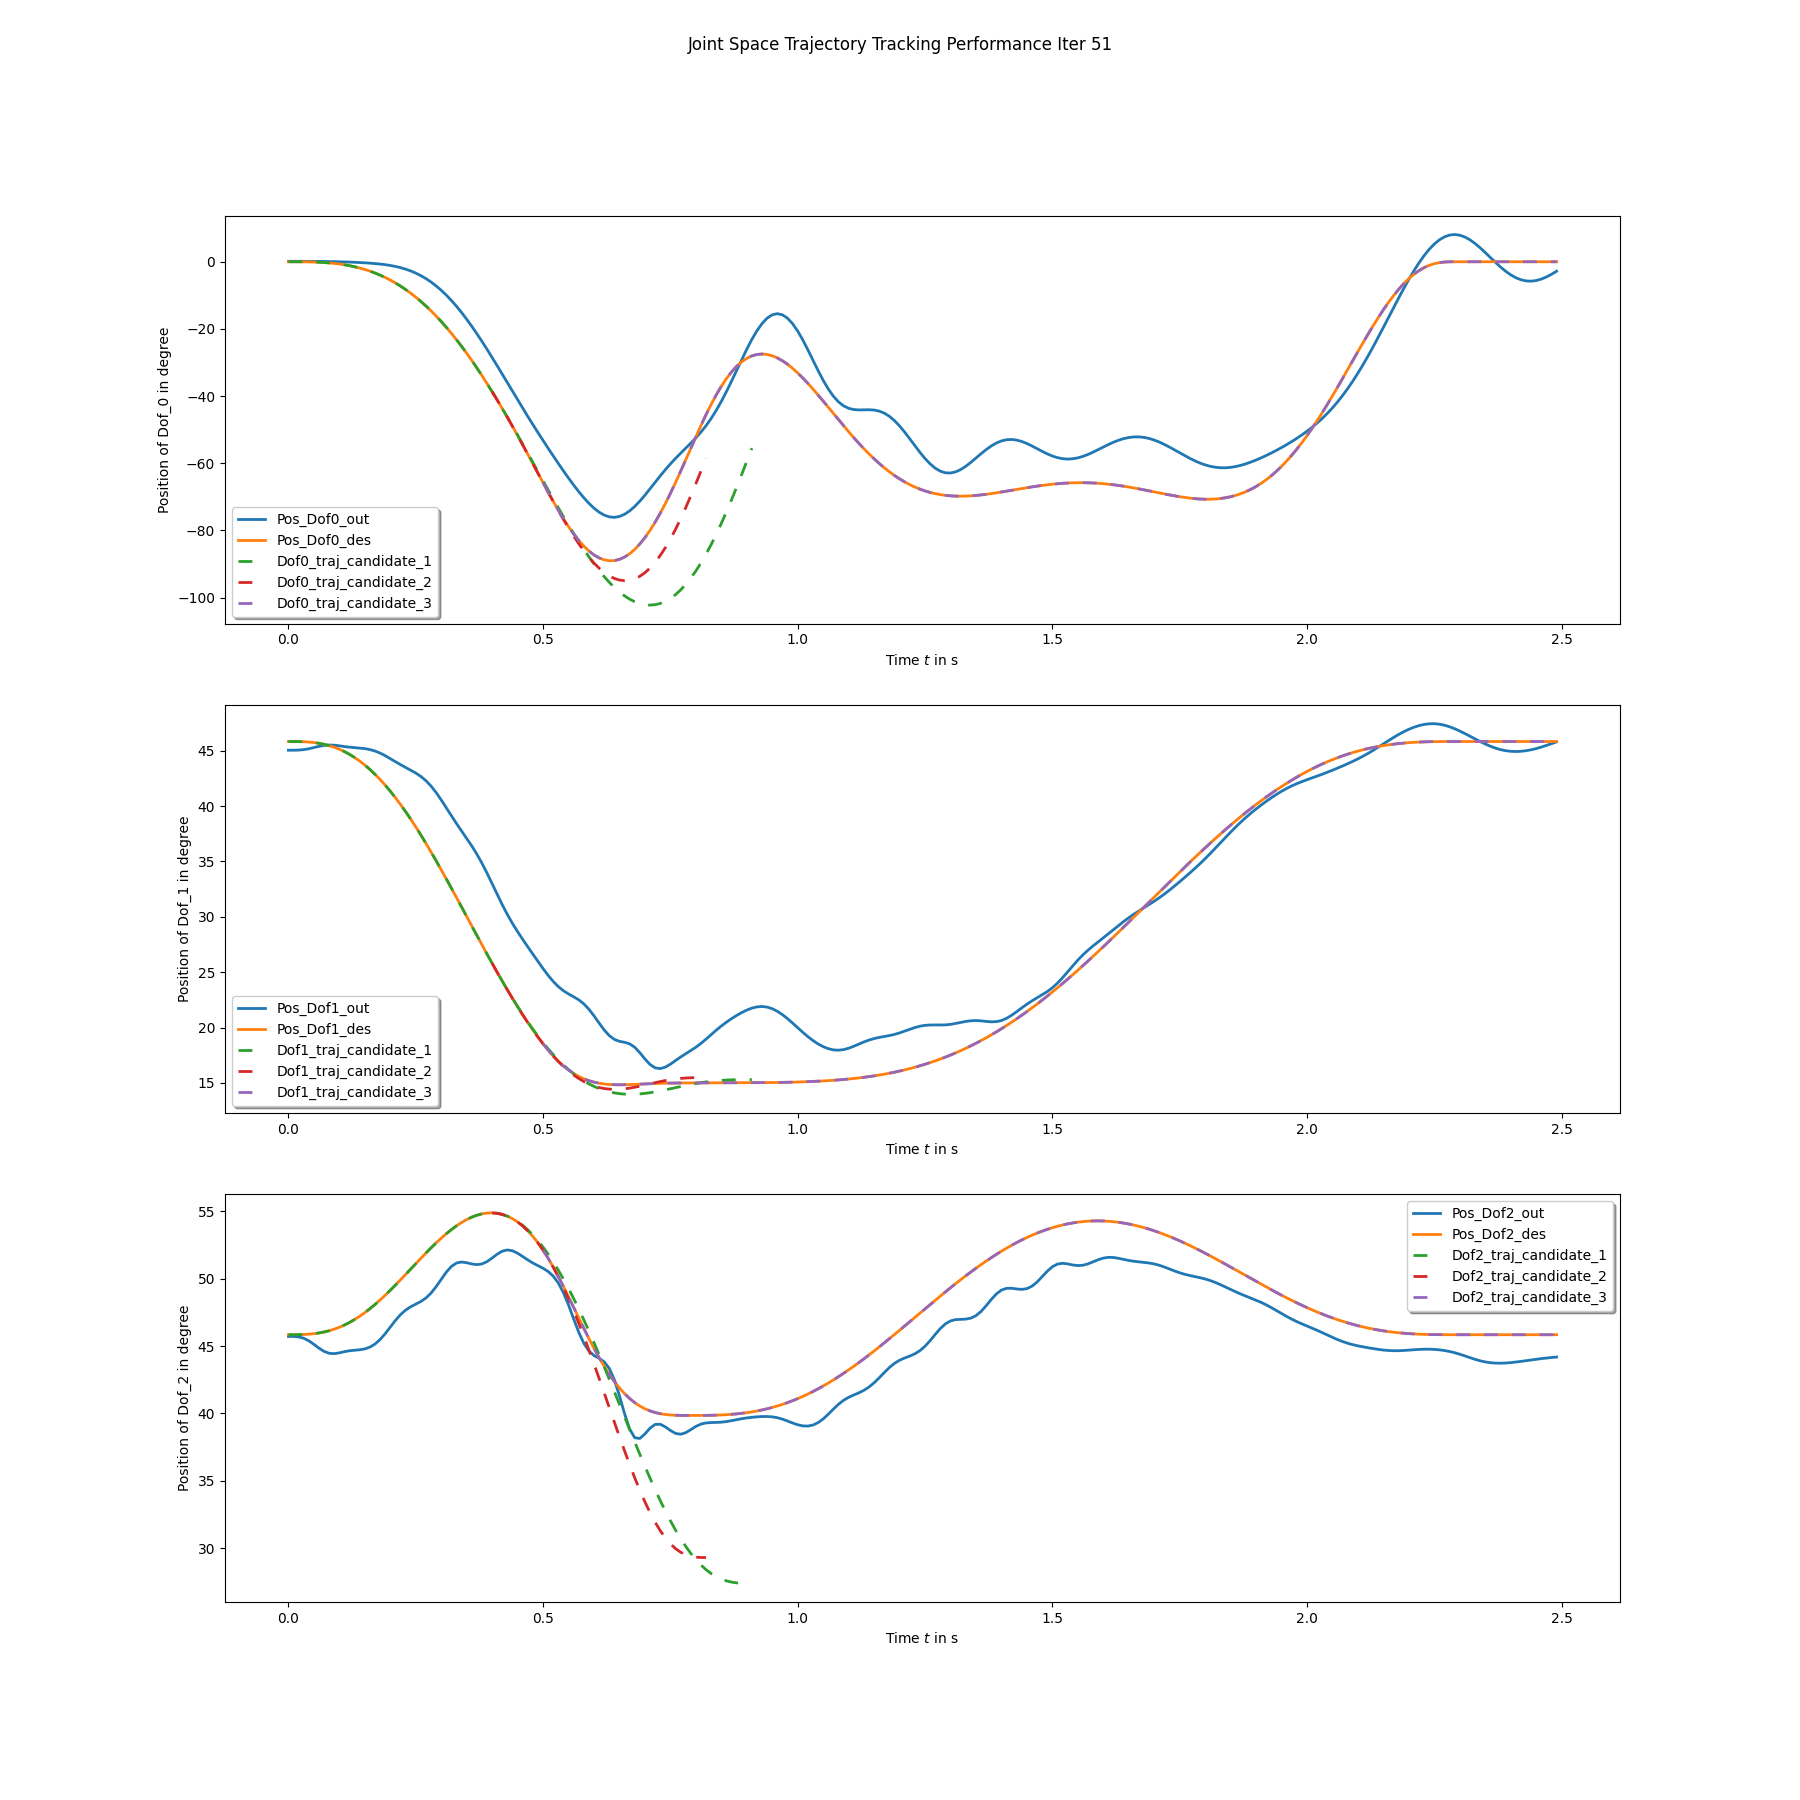 Joint Space Trajectory Tracking Performance Iter 51
Position of Dof_0 in degree
0
−20
−40
−60
−80
−100
Pos_Dof0_out
Pos_Dof0_des
Dof0_traj_candidate_1
Dof0_traj_candidate_2
Dof0_traj_candidate_3
0.0 0.5 1.0 1.5 2.0 2.5
Time t in s
Position of Dof_1 in degree
45
40
35
30
25
20
15
Pos_Dof1_out
Pos_Dof1_des
Dof1_traj_candidate_1
Dof1_traj_candidate_2
Dof1_traj_candidate_3
0.0 0.5 1.0 1.5 2.0 2.5
Time t in s
Position of Dof_2 in degree
55
50
45
40
35
30
Pos_Dof2_out
Pos_Dof2_des
Dof2_traj_candidate_1
Dof2_traj_candidate_2
Dof2_traj_candidate_3
0.0 0.5 1.0 1.5 2.0 2.5
Time t in s